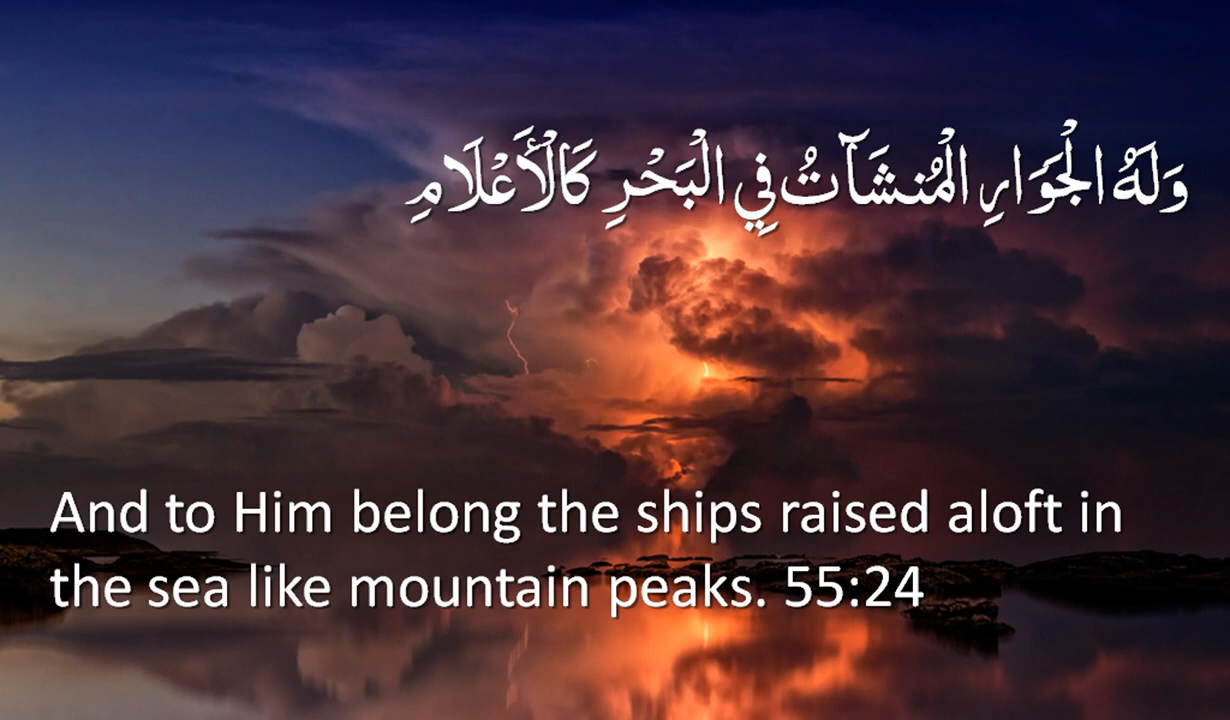 وَلَهُ الْجَوَارِ الْمُنشَآتُ فِي الْبَحْرِ كَالْأَعْلَامِ
And to Him belong the ships raised aloft in
the sea like mountain peaks. 55:24